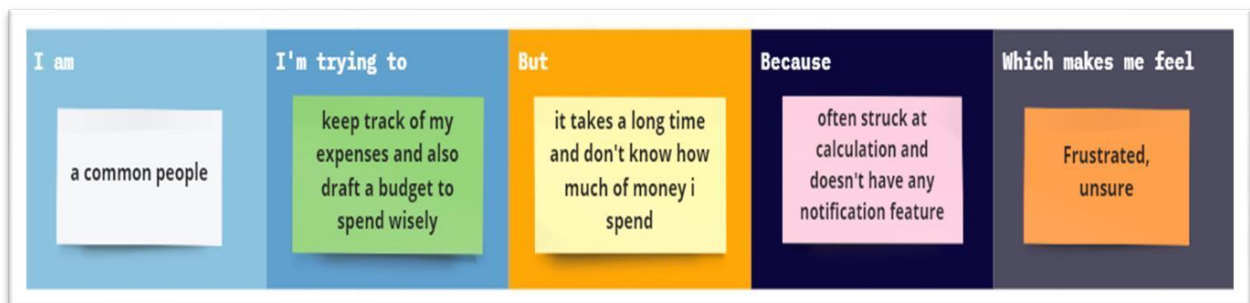 I am
a common people
I'm trying to
keep track of my
expenses and also
draft a budget to
spend wisely
But
it takes a long time
and don't know how
much of money i
spend
Because
often struck at
calculation and
doesn't have any
notification feature
Which makes me feel
Frustrated,
unsure